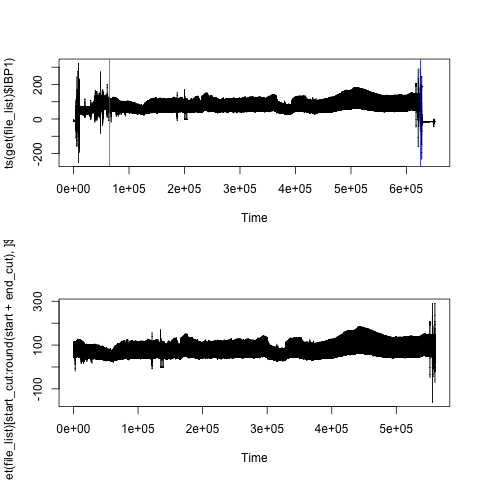 ts(get(file_list)$IBP1)
200
0
-200
0e+00 1e+05 2e+05 3e+05 4e+05 5e+05 6e+05
Time
et(file_list)[start_cut:round(start + end_cut), ]
300
100
-100
0e+00 1e+05 2e+05 3e+05 4e+05 5e+05
Time